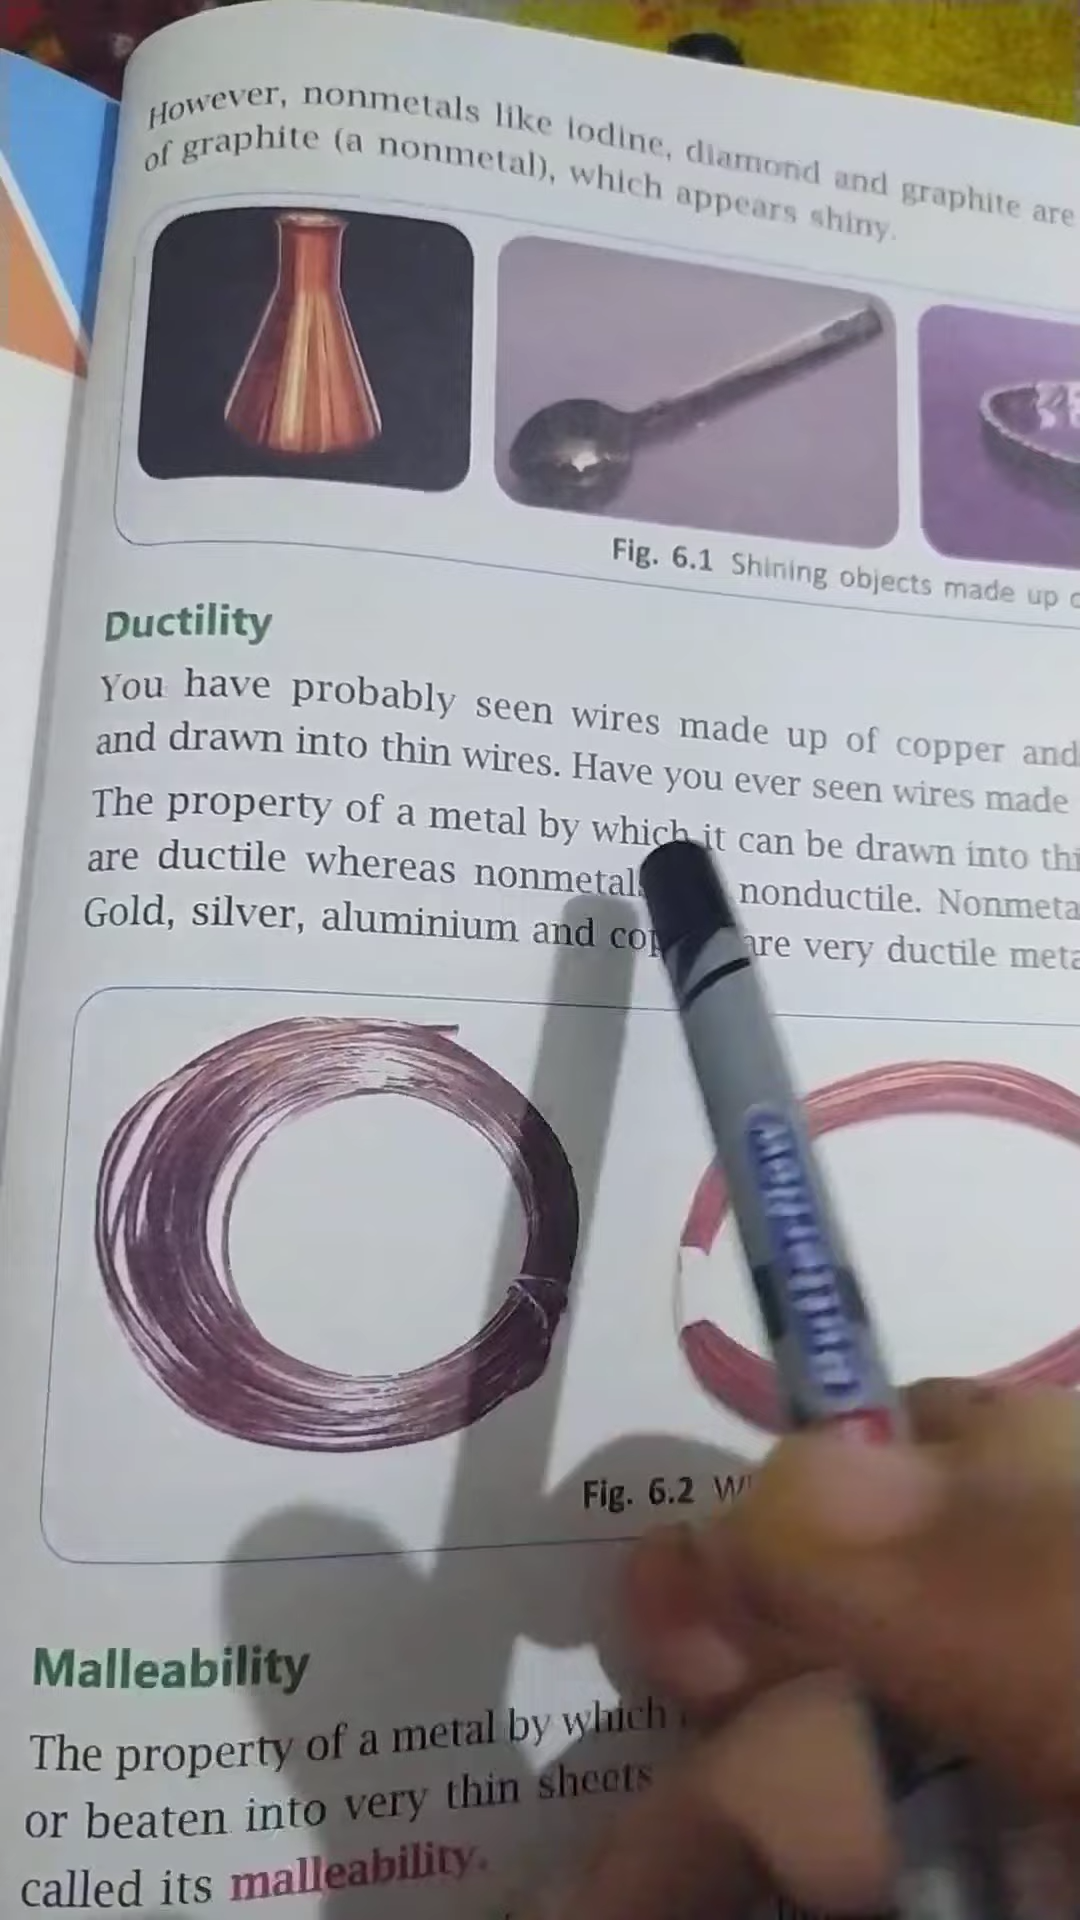 However, nonmetals like iodine, diamond and graphite are
of graphite (a nonmetal), which appears shiny.
Fig. 6.1 Shining objects made up
Ductility
You have probably seen wires made up of copper and
and drawn into thin wires. Have you ever seen wires made
The property of a metal by which it can be drawn into
are ductile whereas nonmetals nonductile.
Gold, silver, aluminium and are very ductile
Fig. 6.2
Malleability
The property of a metal by which
or beaten into very thin sheets
called its malleability.